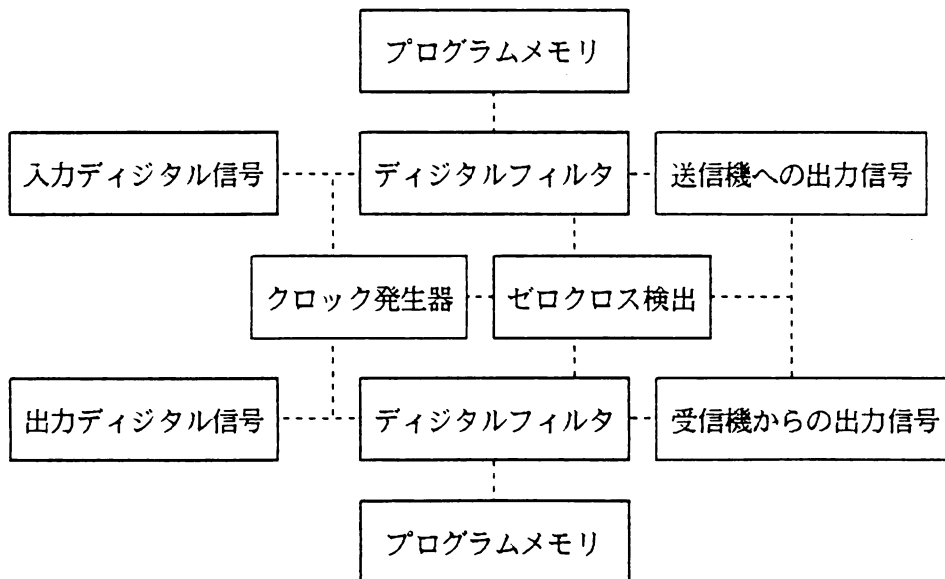 プログラムメモリ
入力ディジタル信号
ディジタルフィルタ
送信機への出力信号
クロック発生器
ゼロクロス検出
出力ディジタル信号
ディジタルフィルタ
受信機からの出力信号
プログラムメモリ